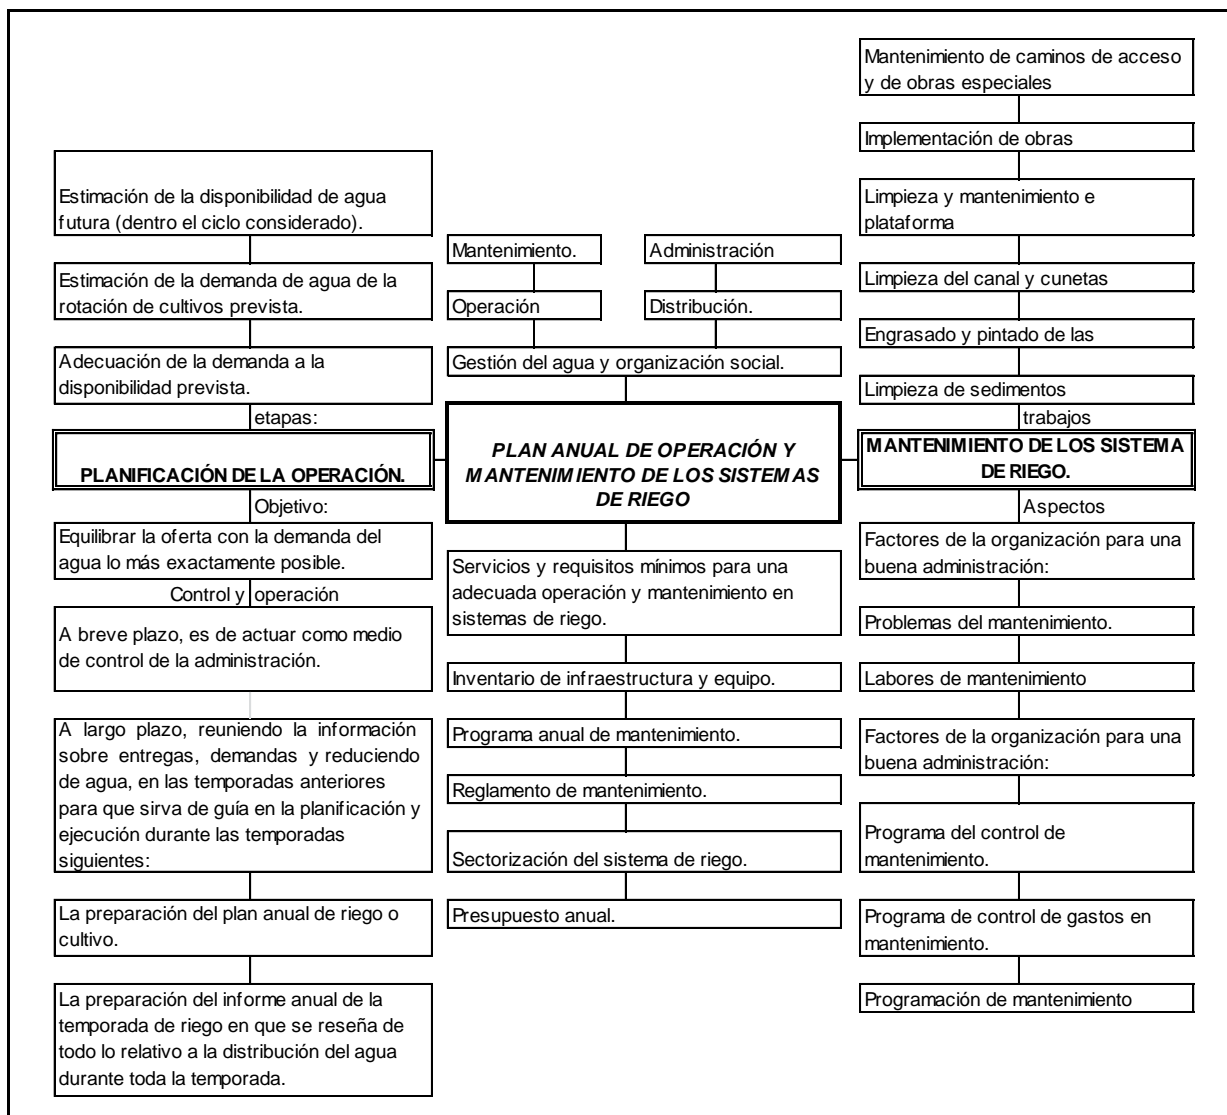 Estimación de la disponibilidad de agua
futura (dentro el ciclo considerado).
Estimación de la demanda de agua de la
rotación de cultivos prevista.
Adecuación de la demanda a la
disponibilidad prevista.
etapas:
PLANIFICACIÓN DE LA OPERACIÓN.
Objetivo:
Equilibrar la oferta con la demanda del
agua lo más exactamente posible.
Control y operación
A breve plazo, es de actuar como medio
de control de la administración.
A largo plazo, reuniendo la información
sobre entregas, demandas y reduciendo
de agua, en las temporadas anteriores
para que sirva de guía en la planificación y
ejecución durante las temporadas
siguientes:
La preparación del plan anual de riego o
cultivo.
La preparación del informe anual de la
temporada de riego en que se reseña de
todo lo relativo a la distribución del agua
durante toda la temporada.
Mantenimiento.
Administración
Operación
Distribución.
Gestión del agua y organización social.
PLAN ANUAL DE OPERACIÓN Y
MANTENIMIENTO DE LOS SISTEMAS
DE RIEGO
Servicios y requisitos mínimos para una
adecuada operación y mantenimiento en
sistemas de riego.
Inventario de infraestructura y equipo.
Programa anual de mantenimiento.
Reglamento de mantenimiento.
Sectorización del sistema de riego.
Presupuesto anual.
Mantenimiento de caminos de acceso
y de obras especiales
Implementación de obras
Limpieza y mantenimiento e
plataforma
Limpieza del canal y cunetas
Engrasado y pintado de las
Limpieza de sedimentos
trabajos
MANTENIMIENTO DE LOS SISTEMA
DE RIEGO.
Aspectos
Factores de la organización para una
buena administración:
Problemas del mantenimiento.
Labores de mantenimiento
Factores de la organización para una
buena administración:
Programa del control de
mantenimiento.
Programa de control de gastos en
mantenimiento.
Programación de mantenimiento